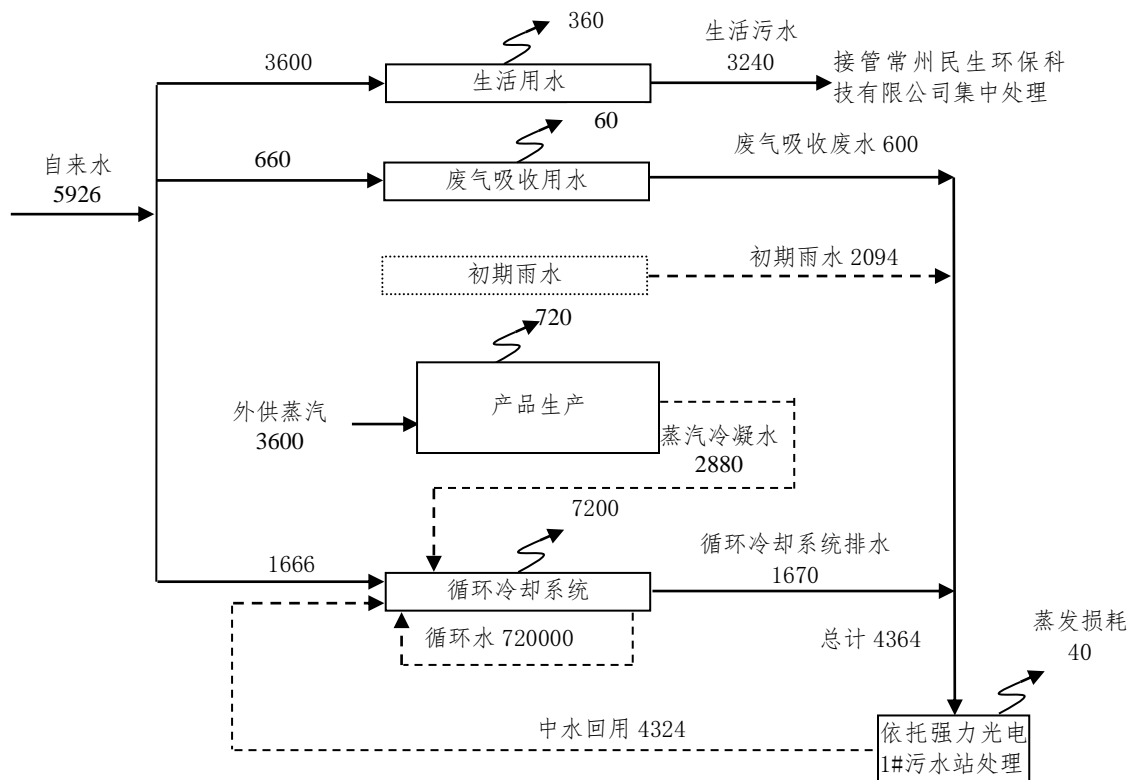 360
生活污水
3600
3240
生活用水
接管常州民生环保科
技有限公司集中处理
60
自来水
5926
660
废气吸收用水
废气吸收废水 600
初期雨水
初期雨水 2094
720
产品生产
外供蒸汽
3600
蒸汽冷凝水
2880
7200
循环冷却系统排水
1666
循环冷却系统
1670
循环水 720000
总计 4364
蒸发损耗
40
中水回用 4324
依托强力光电
1#污水站处理